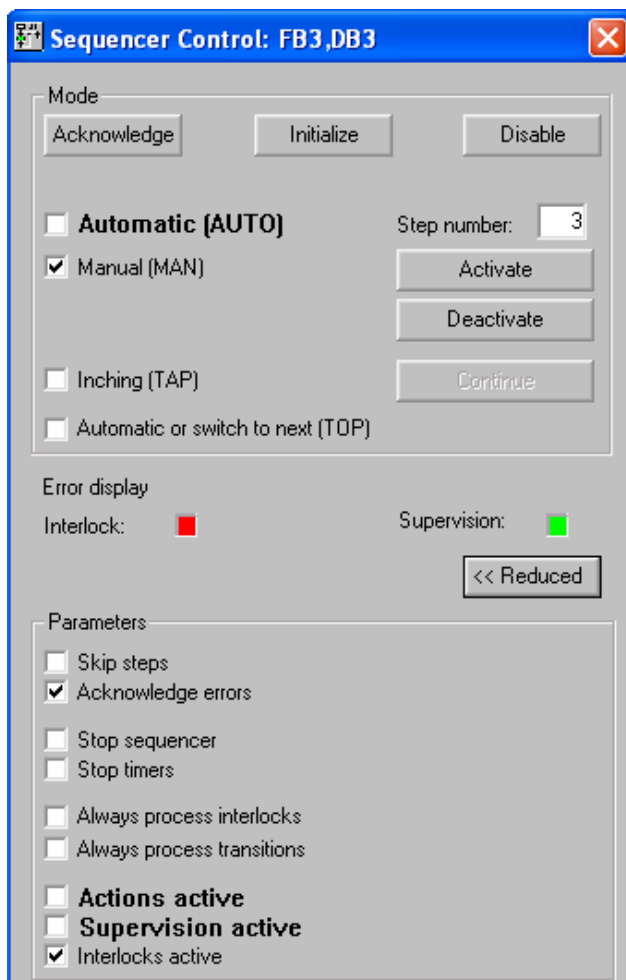 Sequencer Control: FB3,DB3
Mode
Acknowledge Initialize Disable
Automatic (AUTO) Step number: 3
Manual (MAN) Activate
Deactivate
Inching (TAP) Continue
Automatic or switch to next (TOP)
Error display
Interlock: Supervision:
<< Reduced
Parameters
Skip steps
Acknowledge errors
Stop sequencer
Stop timers
Always process interlocks
Always process transitions
Actions active
Supervision active
Interlocks active